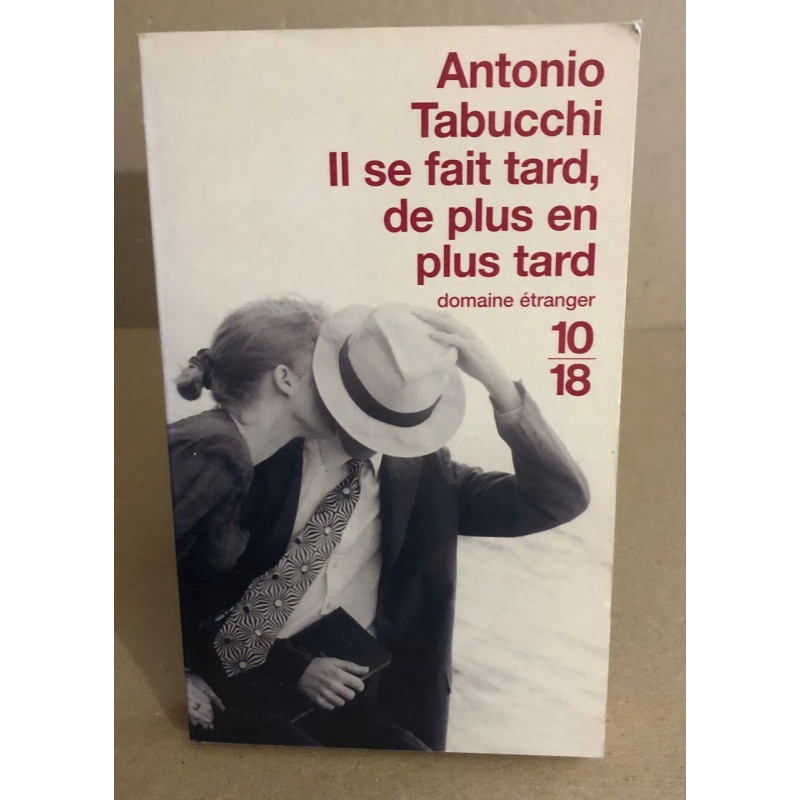 Antonio
Tabucchi
Il se fait tard,
de plus en
plus tard
domaine étranger
10
18